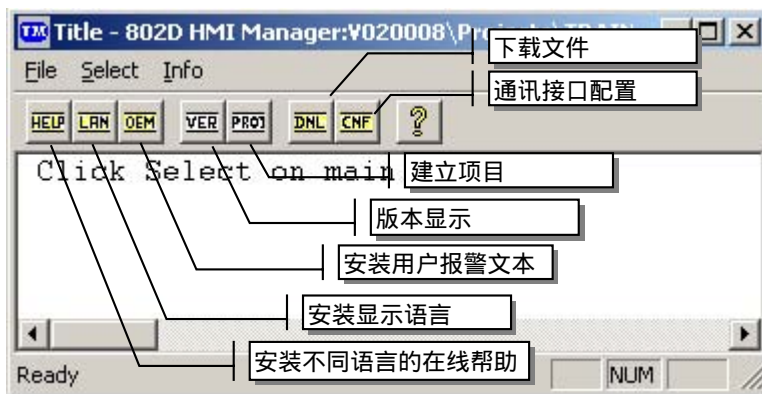 TM Title - 802D HMI Manager:V020008\Projects\TRAIN
下载文件
File Select Info
通讯接口配置
HELP LAN OEM VER PROJ DNL CNF ?
Click Select on main
建立项目
版本显示
安装用户报警文本
安装显示语言
安装不同语言的在线帮助
Ready NUM